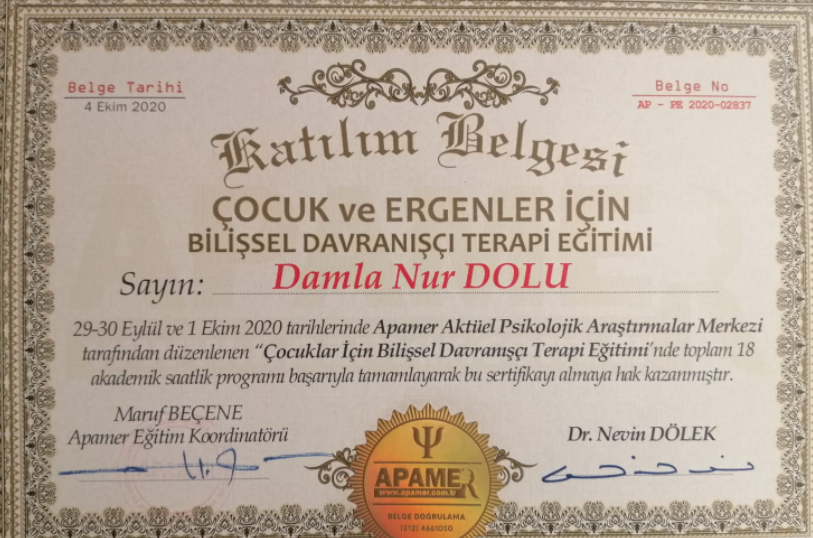 Belge Tarihi
4 Ekim 2020
Belge No
AP - PE 2020-02837
Katılım Belgesi
ÇOCUK ve ERGENLER İÇİN
BİLİŞSEL DAVRANIŞÇI TERAPİ EĞİTİMİ
Sayın: Damla Nur DOLU
29-30 Eylül ve 1 Ekim 2020 tarihlerinde Apamer Aktüel Psikolojik Araştırmalar Merkezi
tarafından düzenlenen “Çocuklar İçin Bilişsel Davranışçı Terapi Eğitimi’nde toplam 18
akademik saatlik programı başarıyla tamamlayarak bu sertifikayı almaya hak kazanmıştır.
Maruf BEÇENE
Apamer Eğitim Koordinatörü
Dr. Nevin DÖLEK
APAMER
www.apamer.com.tr
BELGE DOĞRULAMA
(212) 4661050